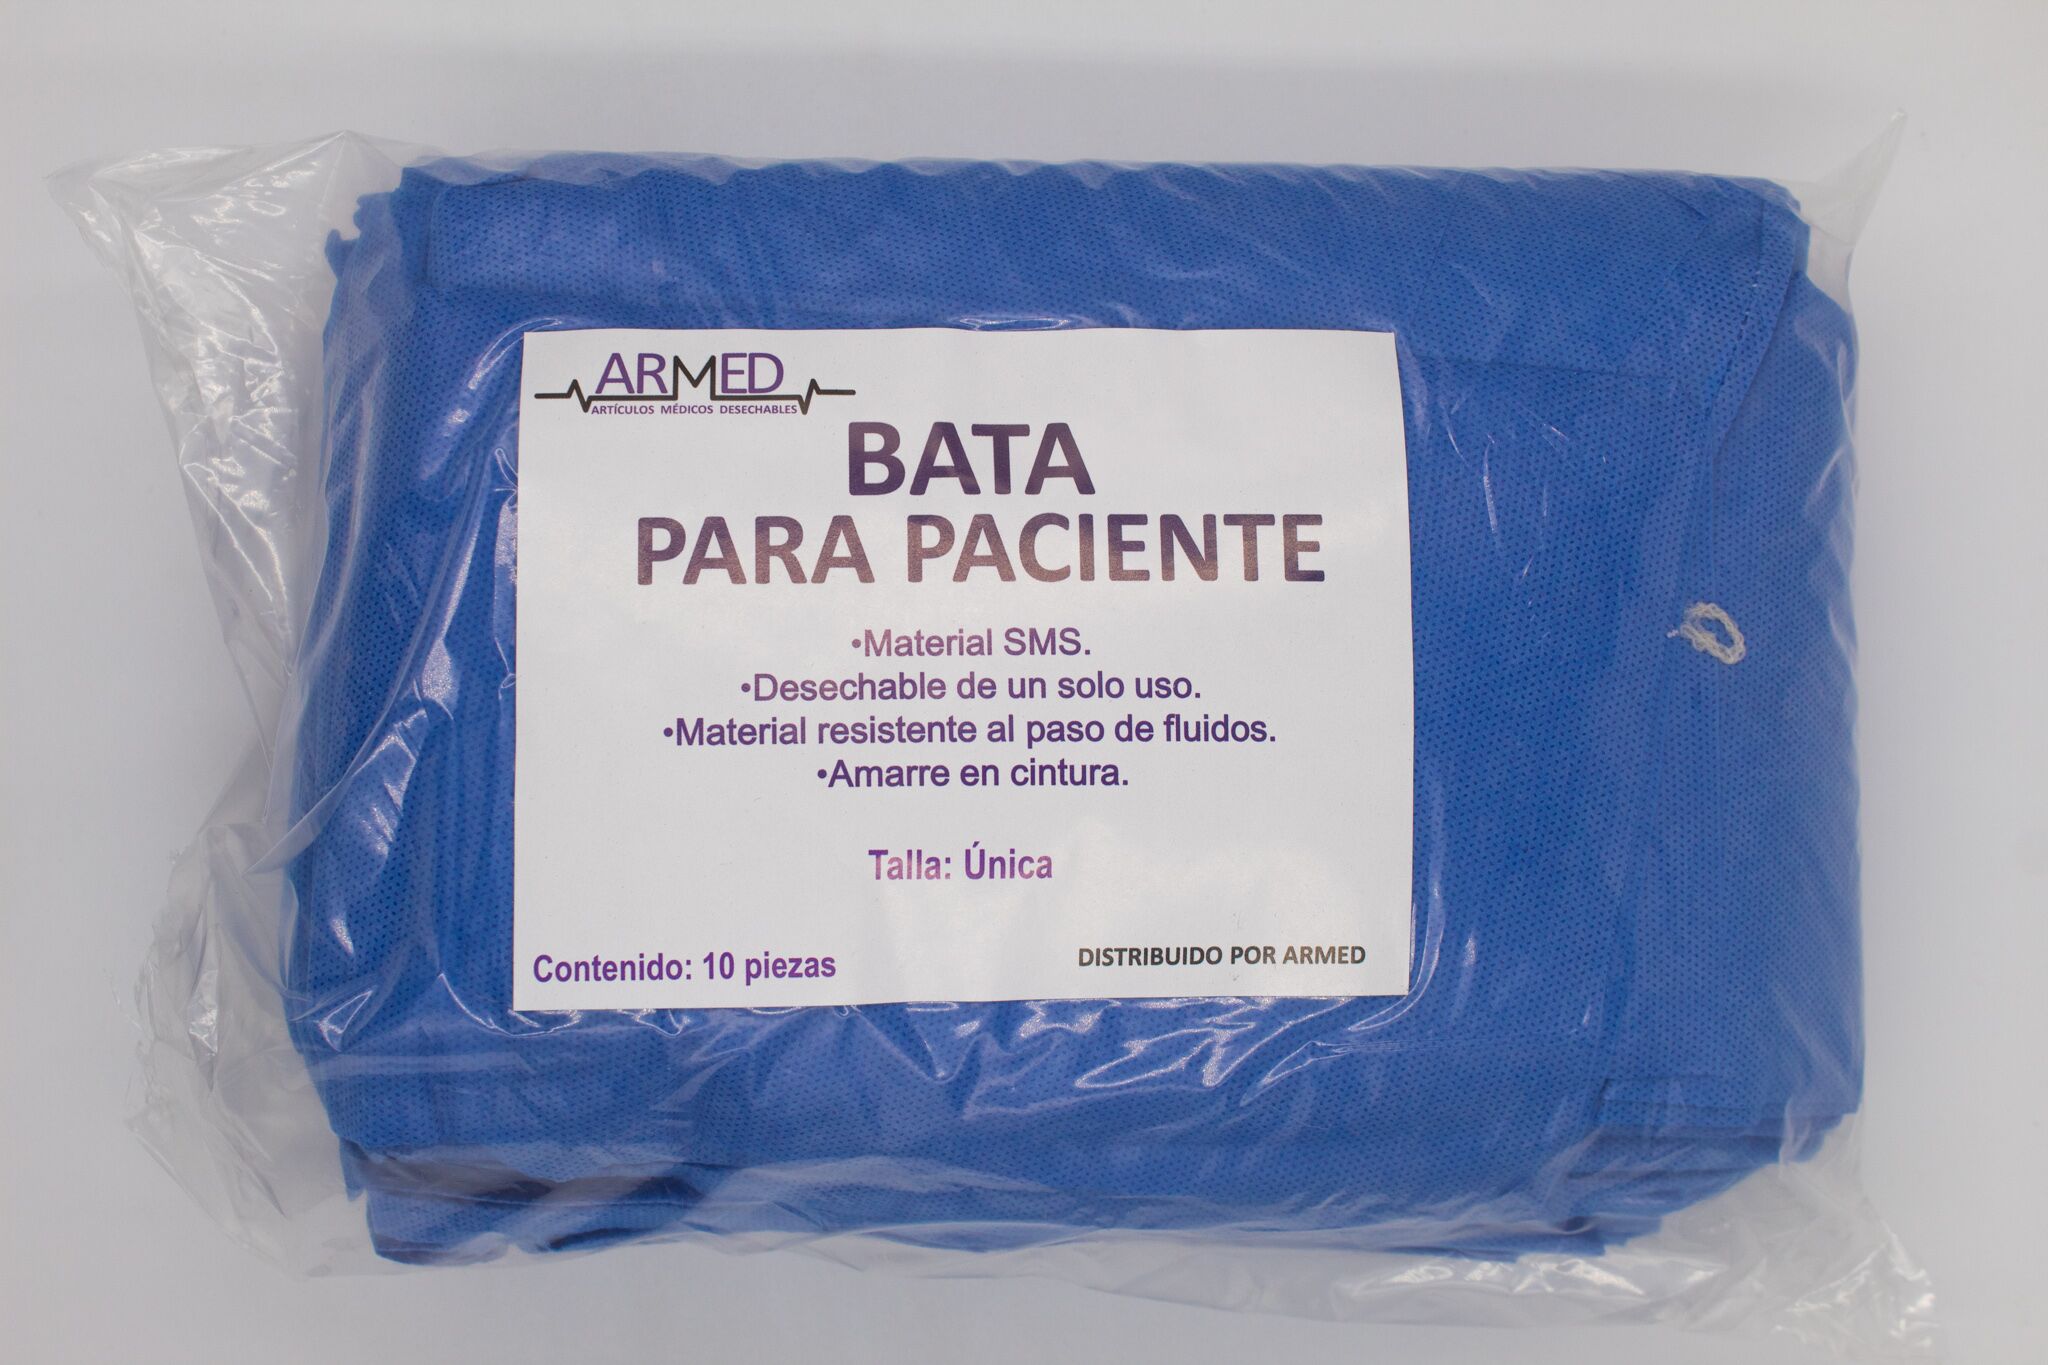 ARMED
ARTÍCULOS MÉDICOS DESECHABLES
BATA
PARA PACIENTE
•Material SMS.
•Desechable de un solo uso.
•Material resistente al paso de fluidos.
•Amarre en cintura.
Talla: Única
Contenido: 10 piezas
DISTRIBUIDO POR ARMED